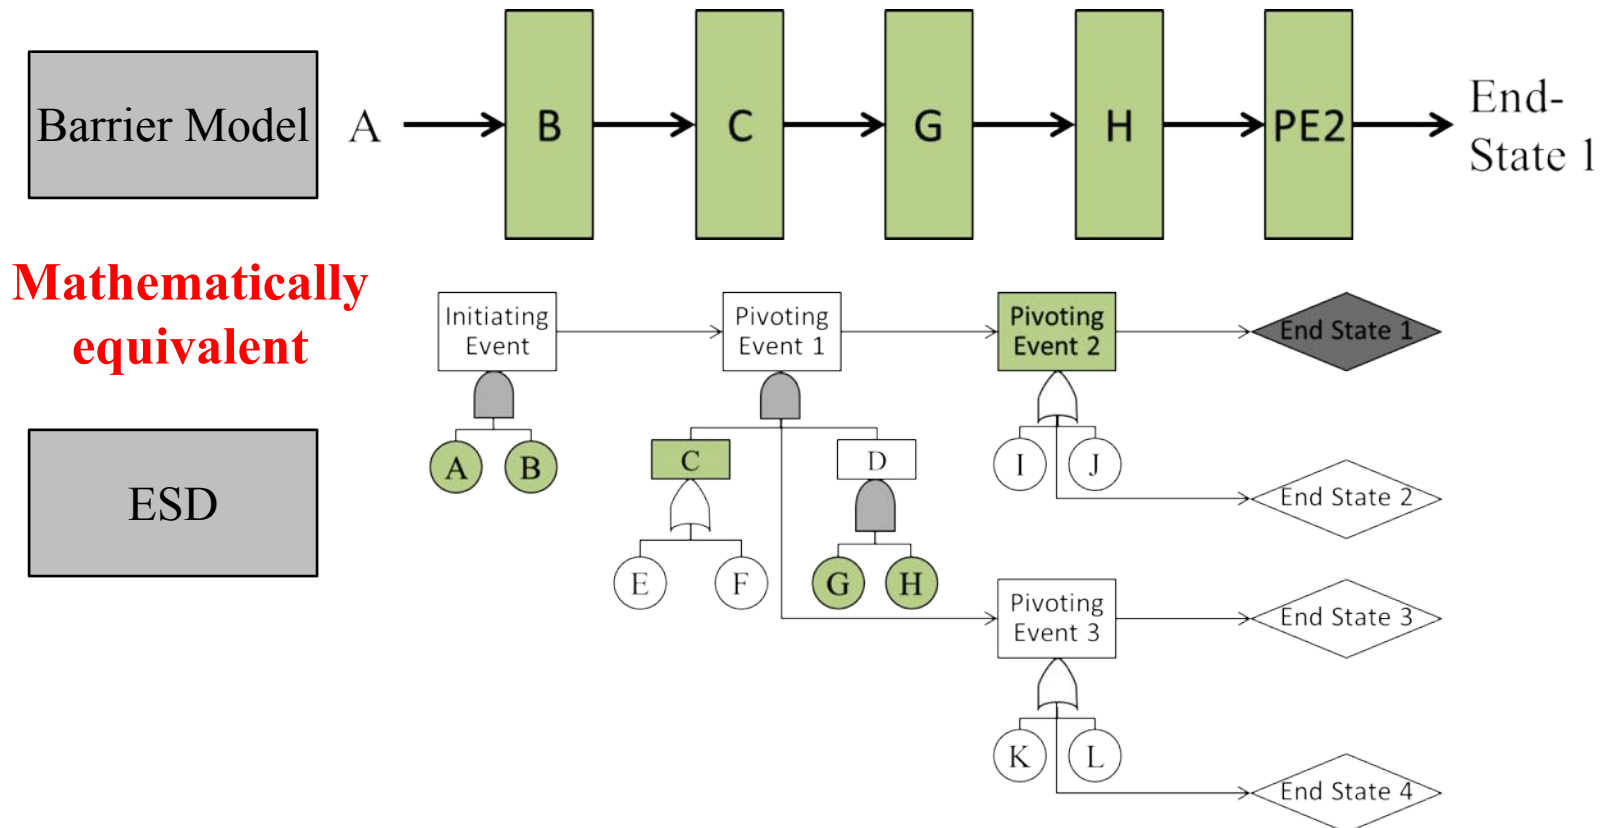 Barrier Model
A
B
C
G
H
PE2
End-
State 1
Mathematically
equivalent
ESD
Initiating
Event
A
B
Pivoting
Event 1
C
D
E
F
G
H
Pivoting
Event 2
I
J
End State 1
End State 2
Pivoting
Event 3
K
L
End State 3
End State 4